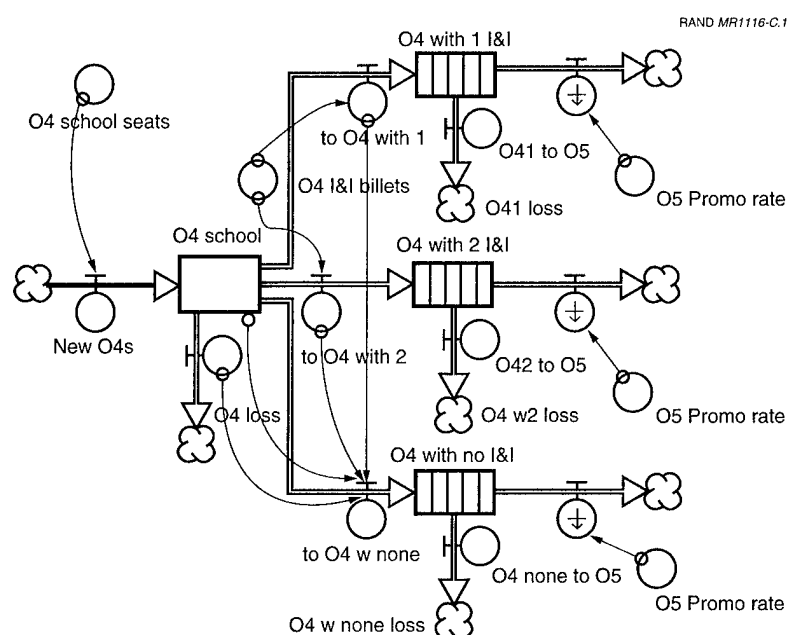 RAND MR1116-C.1
O4 with 1 I&I
O4 school seats
to O4 with 1
O41 to O5
O4 I&I billets
O5 Promo rate
O41 loss
O4 school
O4 with 2 I&I
New O4s
to O4 with 2
O42 to O5
O4 loss
O4 w2 loss
O5 Promo rate
O4 with no I&I
to O4 w none
O4 none to O5
O5 Promo rate
O4 w none loss